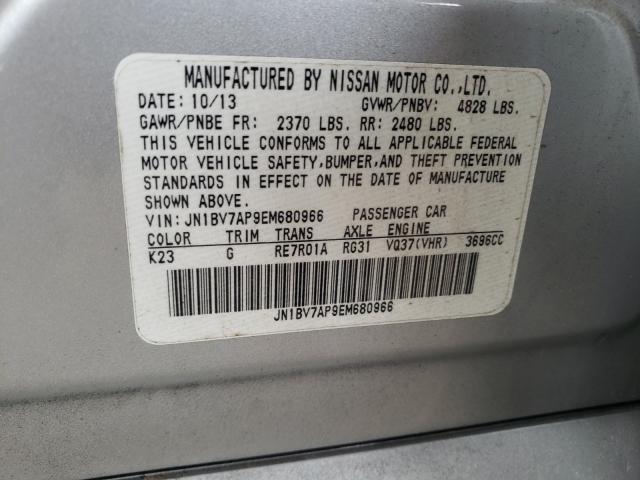 MANUFACTURED BY NISSAN MOTOR CO.,LTD.
DATE: 10/13 GVWR/PNBV: 4828 LBS.
GAWR/PNBE FR: 2370 LBS. RR: 2480 LBS.
THIS VEHICLE CONFORMS TO ALL APPLICABLE FEDERAL
MOTOR VEHICLE SAFETY, BUMPER, AND THEFT PREVENTION
STANDARDS IN EFFECT ON THE DATE OF MANUFACTURE
SHOWN ABOVE.
VIN: JN1BV7AP9EM680966 PASSENGER CAR
COLOR TRIM TRANS AXLE ENGINE
K23 G RE7R01A RG31 VQ37(VHR) 3696CC
JN1BV7AP9EM680966